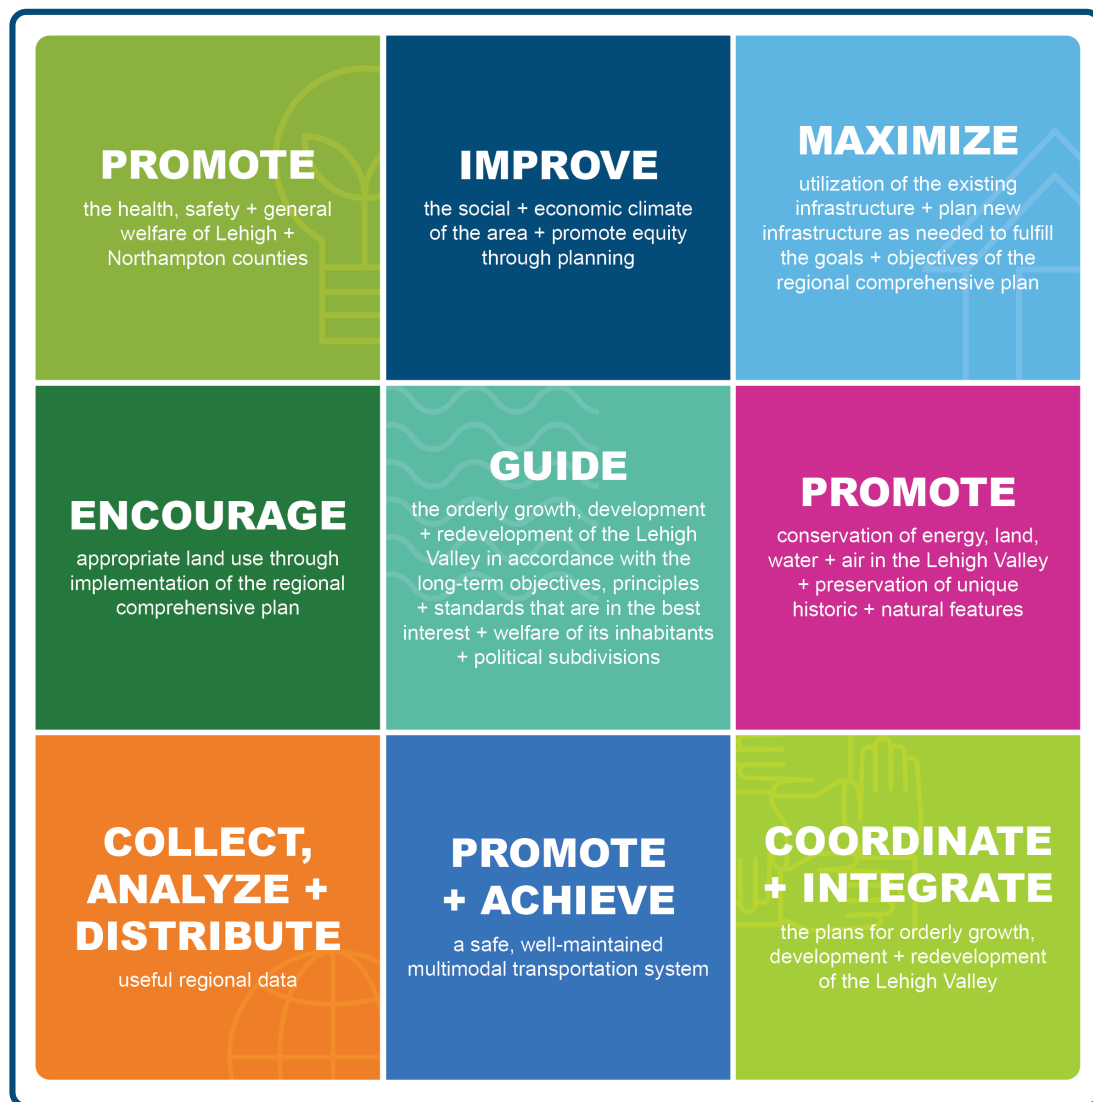 PROMOTE
the health, safety + general
welfare of Lehigh +
Northampton counties
IMPROVE
the social + economic climate
of the area + promote equity
through planning
MAXIMIZE
utilization of the existing
infrastructure + plan new
infrastructure as needed to fulfill
the goals + objectives of the
regional comprehensive plan
ENCOURAGE
appropriate land use through
implementation of the regional
comprehensive plan
GUIDE
the orderly growth, development
+ redevelopment of the Lehigh
Valley in accordance with the
long-term objectives, principles
+ standards that are in the best
interest + welfare of its inhabitants
+ political subdivisions
PROMOTE
conservation of energy, land,
water + air in the Lehigh Valley
+ preservation of unique
historic + natural features
COLLECT,
ANALYZE +
DISTRIBUTE
useful regional data
PROMOTE
+ ACHIEVE
a safe, well-maintained
multimodal transportation system
COORDINATE
+ INTEGRATE
the plans for orderly growth,
development + redevelopment
of the Lehigh Valley